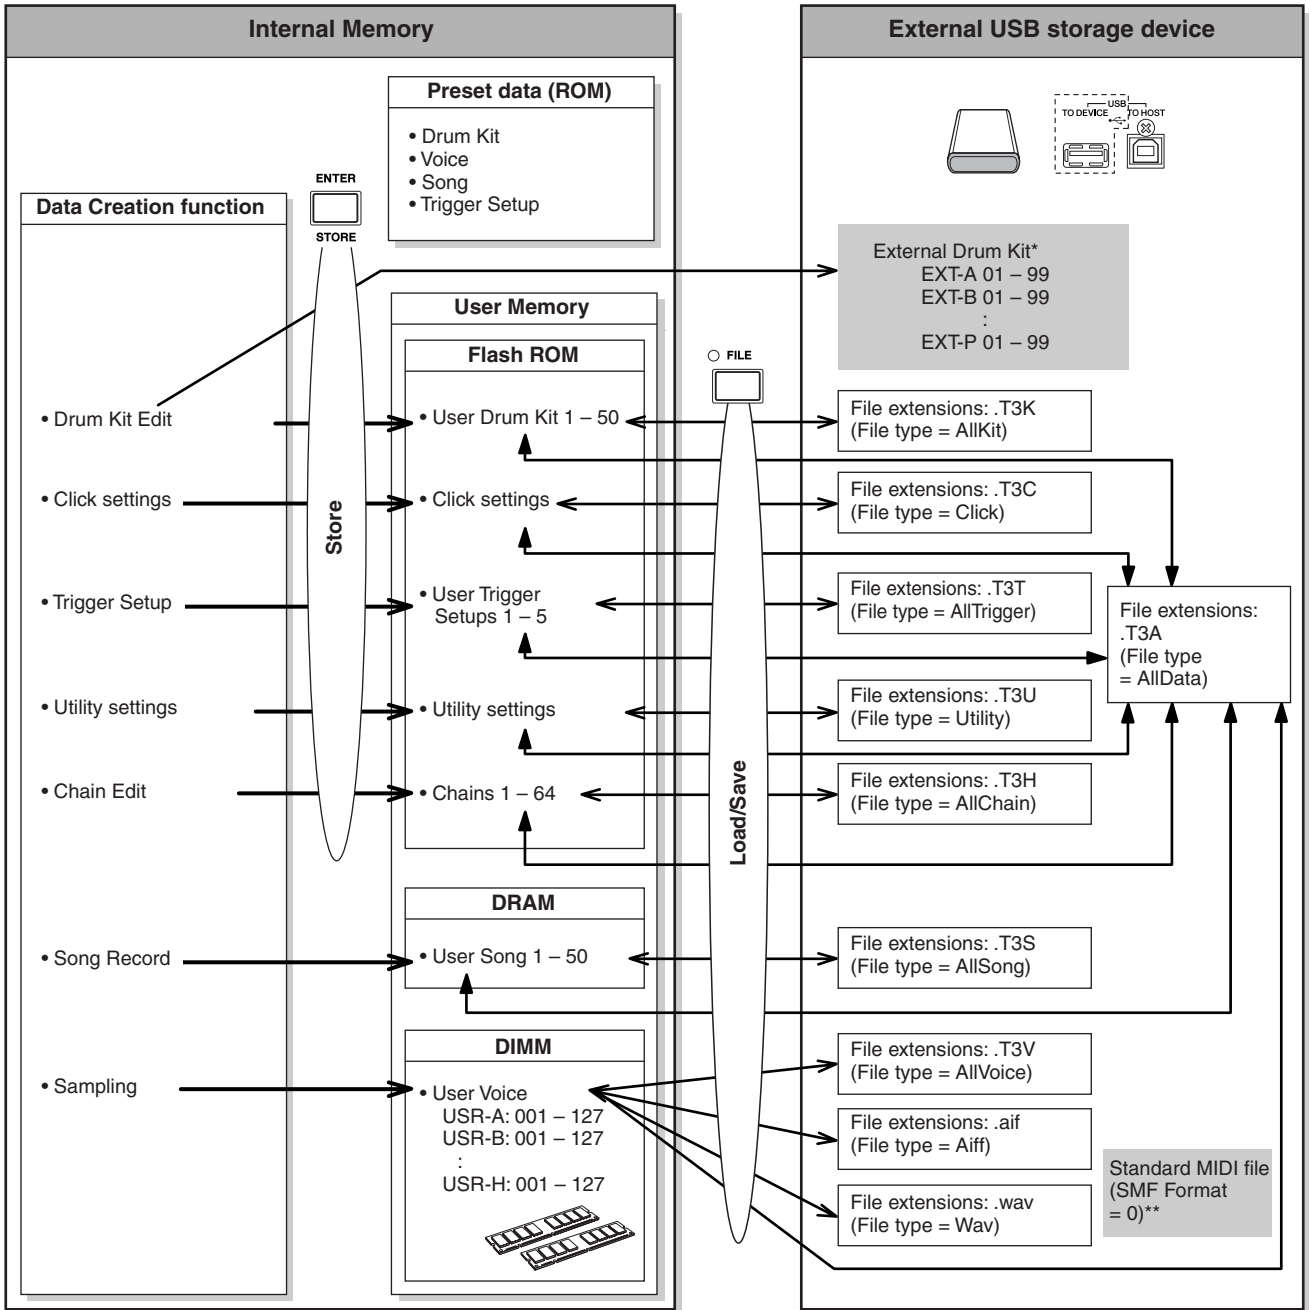 Internal Memory
External USB storage device
Preset data (ROM)
• Drum Kit
• Voice
• Song
• Trigger Setup
USB
TO DEVICE
TO HOST
ENTER
STORE
Data Creation function
External Drum Kit*
EXT-A 01 – 99
EXT-B 01 – 99
:
EXT-P 01 – 99
User Memory
Flash ROM
FILE
• Drum Kit Edit
• User Drum Kit 1 – 50
File extensions: .T3K
(File type = AllKit)
• Click settings
• Click settings
File extensions: .T3C
(File type = Click)
Store
• Trigger Setup
• User Trigger
Setups 1 – 5
File extensions: .T3T
(File type = AllTrigger)
File extensions:
.T3A
(File type
= AllData)
• Utility settings
• Utility settings
File extensions: .T3U
(File type = Utility)
• Chain Edit
• Chains 1 – 64
File extensions: .T3H
(File type = AllChain)
Load/Save
DRAM
• Song Record
• User Song 1 – 50
File extensions: .T3S
(File type = AllSong)
DIMM
• Sampling
• User Voice
USR-A: 001 – 127
USR-B: 001 – 127
:
USR-H: 001 – 127
File extensions: .T3V
(File type = AllVoice)
File extensions: .aif
(File type = Aiff)
File extensions: .wav
(File type = Wav)
Standard MIDI file
(SMF Format
= 0)**